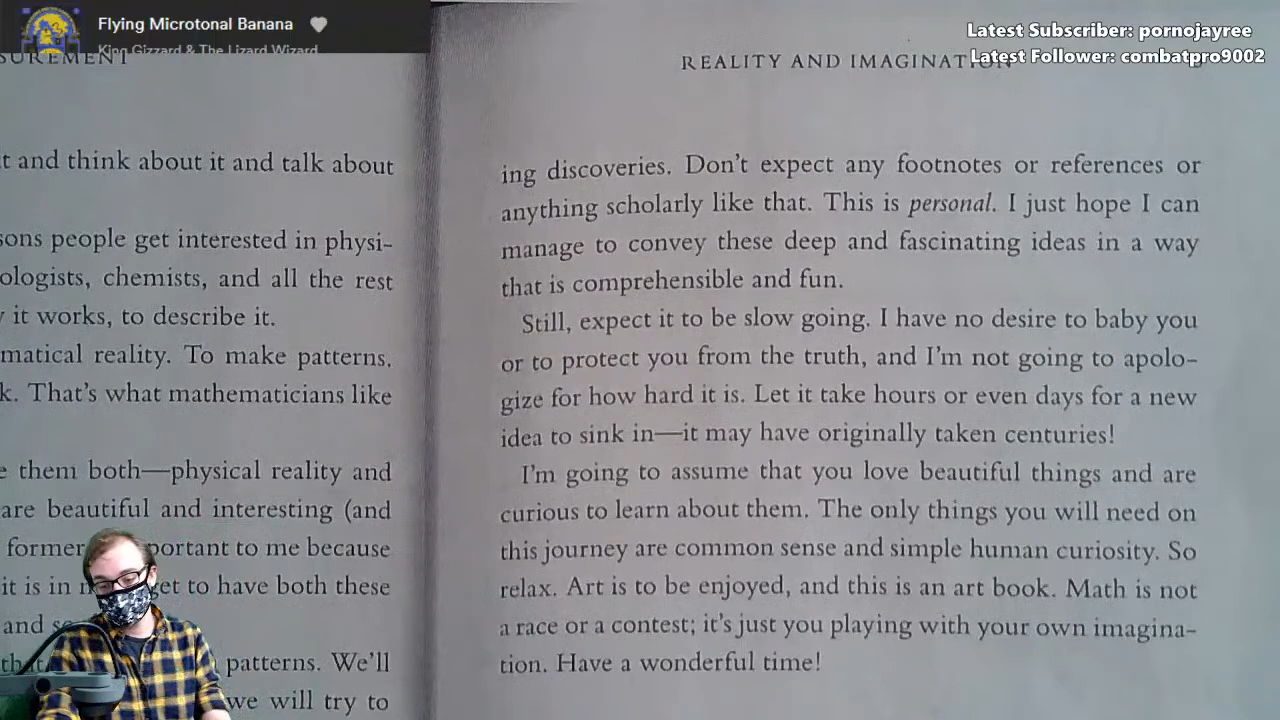 Flying Microtonal Banana
King Gizzard & The Lizard Wizard
Latest Subscriber: pornojayree
Latest Follower: combatpro9002
SUREMENT
t and think about it and talk about
sons people get interested in physi-
ologists, chemists, and all the rest
it works, to describe it.
matical reality. To make patterns.
k. That's what mathematicians like
e them both—physical reality and
are beautiful and interesting (and
former portant to me because
it is in get to have both these
and
patterns. We'll
we will try to
REALITY AND IMAGINATION
ing discoveries. Don't expect any footnotes or references or
anything scholarly like that. This is personal. I just hope I can
manage to convey these deep and fascinating ideas in a way
that is comprehensible and fun.
Still, expect it to be slow going. I have no desire to baby you
or to protect you from the truth, and I'm not going to apolo-
gize for how hard it is. Let it take hours or even days for a new
idea to sink in—it may have originally taken centuries!
I'm going to assume that you love beautiful things and are
curious to learn about them. The only things you will need on
this journey are common sense and simple human curiosity. So
relax. Art is to be enjoyed, and this is an art book. Math is not
a race or a contest; it's just you playing with your own imagina-
tion. Have a wonderful time!